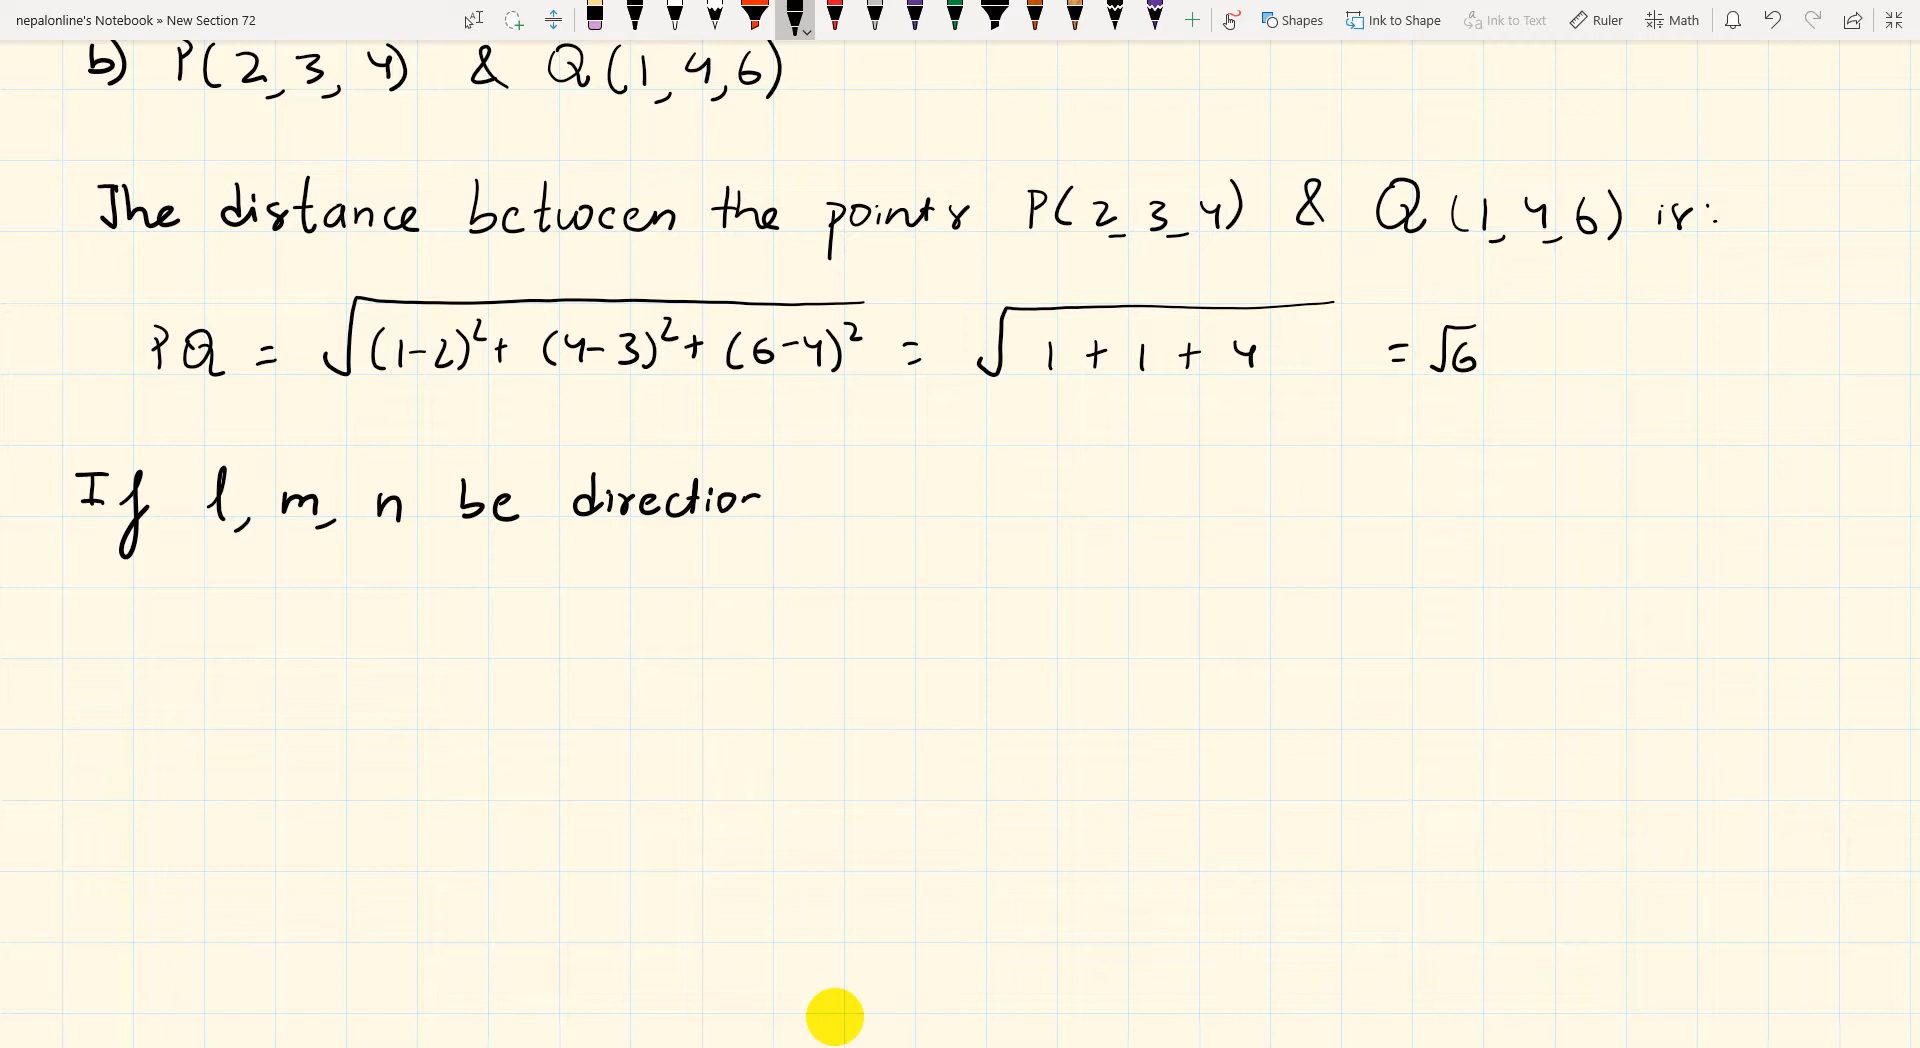 nepalonline's Notebook » New Section 72
Shapes Ink to Shape Ink to Text Ruler Math
b) P(2, 3, 4) & Q(1, 4, 6)
The distance between the points P(2, 3, 4) & Q(1, 4, 6) is:
PQ = √((1-2)² + (4-3)² + (6-4)²) = √(1 + 1 + 4) = √6
If l, m, n be direction